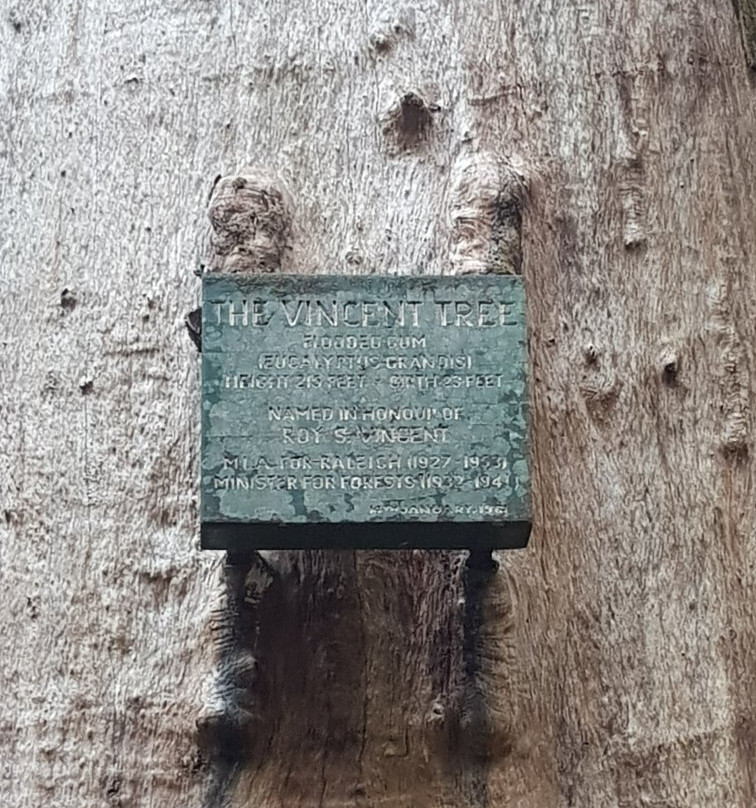 THE VINCENT TREE
FLOODED GUM
(EUCALYPTUS GRANDIS)
HEIGHT 213 FEET - GIRTH 23 FEET
NAMED IN HONOUR OF
ROY S. VINCENT
M.L.A. FOR RALEIGH (1927-1953)
MINISTER FOR FORESTS (1932-1941)
JANUARY,